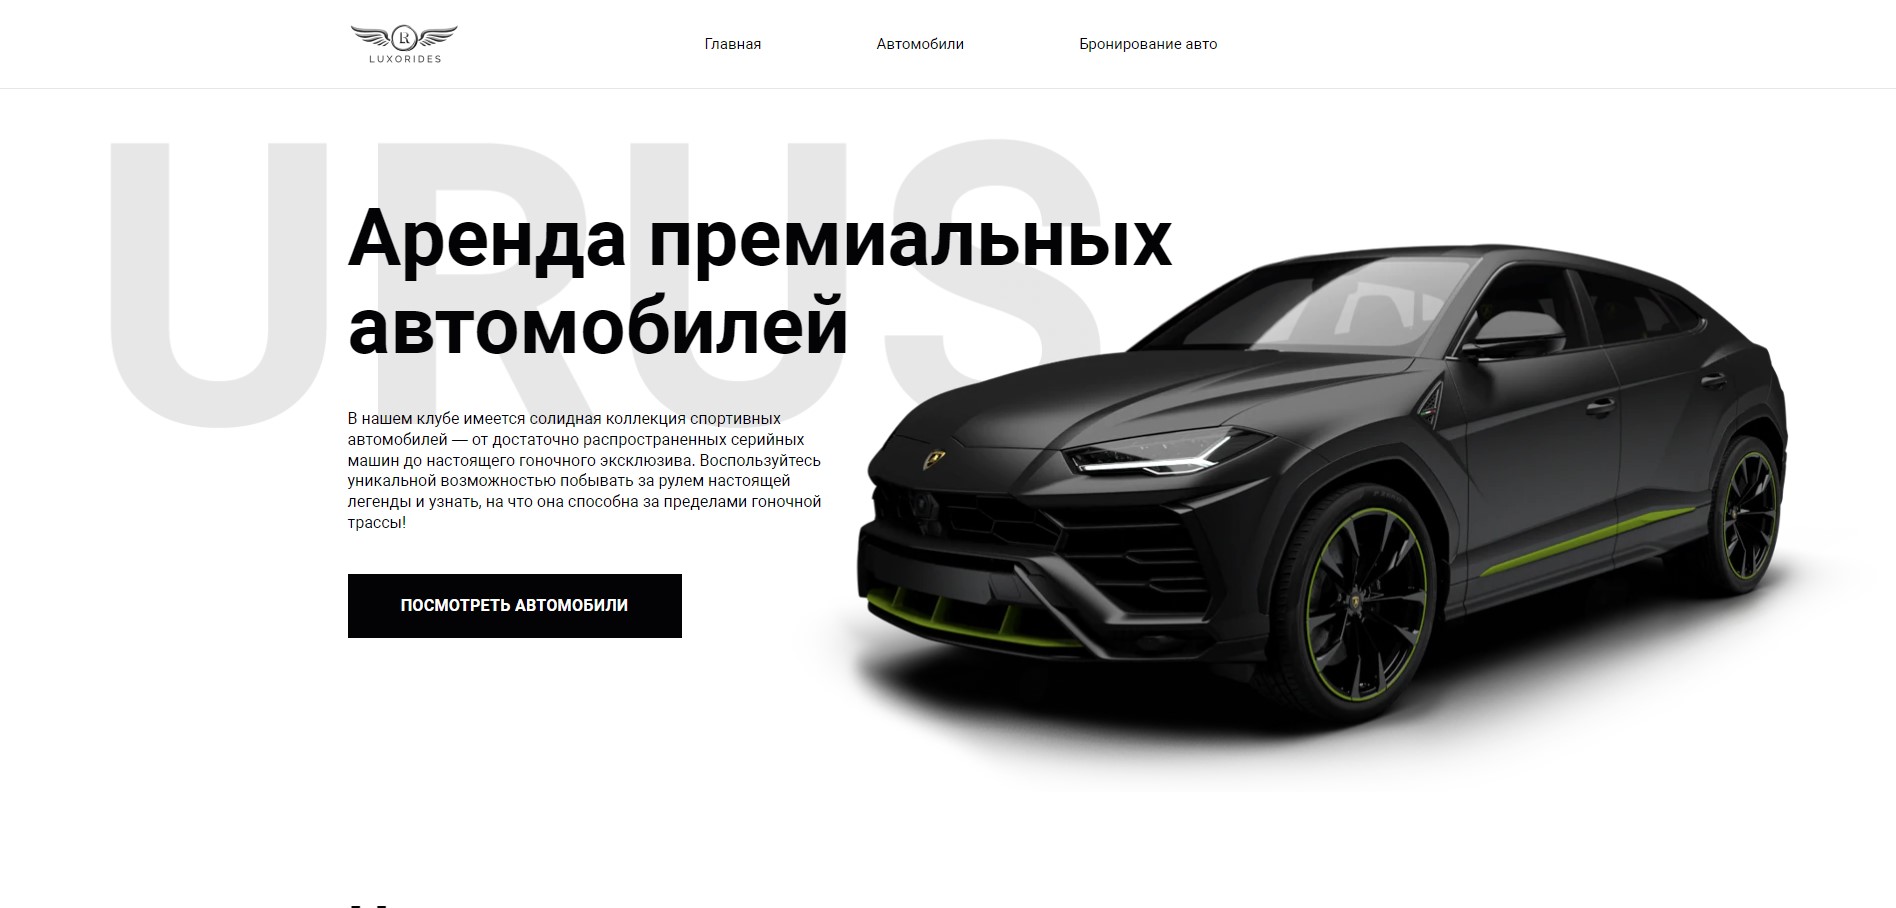 LR
LUXORIDES
Главная
Автомобили
Бронирование авто
URUS
Аренда премиальных
автомобилей
В нашем клубе имеется солидная коллекция спортивных
автомобилей — от достаточно распространенных серийных
машин до настоящего гоночного эксклюзива. Воспользуйтесь
уникальной возможностью побывать за рулем настоящей
легенды и узнать, на что она способна за пределами гоночной
трассы!
ПОСМОТРЕТЬ АВТОМОБИЛИ